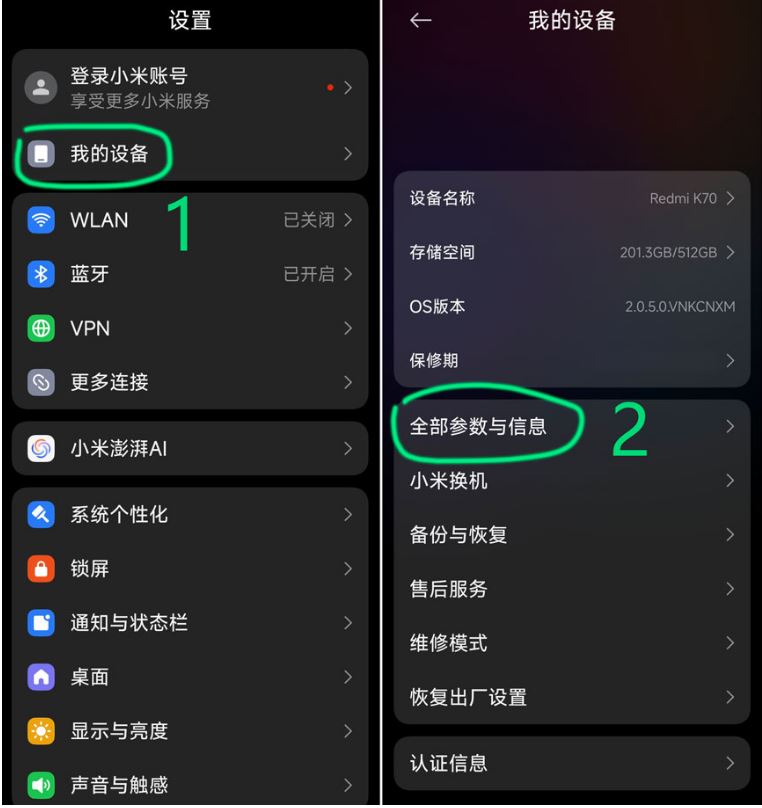 设置
登录小米账号
享受更多小米服务
我的设备
1
WLAN 已关闭
蓝牙 已开启
VPN
更多连接
小米澎湃AI
系统个性化
锁屏
通知与状态栏
桌面
显示与亮度
声音与触感
我的设备
设备名称 Redmi K70
存储空间 201.3GB/512GB
OS版本 2.0.5.0.VNKCNXM
保修期
全部参数与信息
2
小米换机
备份与恢复
售后服务
维修模式
恢复出厂设置
认证信息